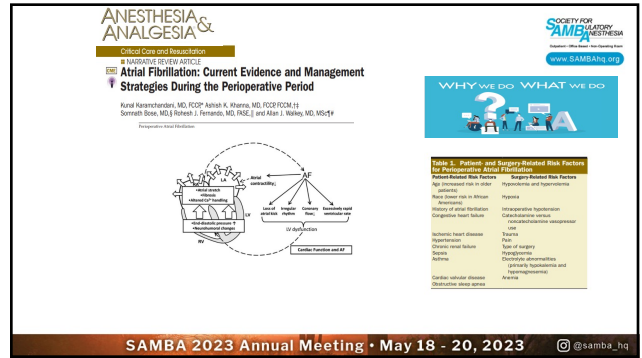 ANESTHESIA &
ANALGESIA
Critical Care and Resuscitation
NARRATIVE REVIEW ARTICLE
CME
Atrial Fibrillation: Current Evidence and Management
Strategies During the Perioperative Period
Kunal Karamchandani, MD, FCCP,* Ashish K. Khanna, MD, FCCP, FCCM,†‡
Somnath Bose, MD,§ Rohesh J. Fernando, MD, FASE,|| and Allan J. Walkey, MD, MSc¶#
Perioperative Atrial Fibrillation
LA
•Atrial stretch
•Fibrosis
•Altered Ca²⁺ handling
LV
•End-diastolic pressure ↑
•Neurohumoral changes
RV
Atrial
contractility↓
AF
Loss of
atrial kick
Irregular
rhythm
Coronary
flow↓
Excessively rapid
ventricular rate
LV dysfunction
Cardiac Function and AF
SOCIETY FOR
AMBULATORY
ANESTHESIA
SAMBA
Outpatient • Office Based • Non-Operating Room
www.SAMBAhq.org
WHY WE DO WHAT WE DO
Table 1. Patient- and Surgery-Related Risk Factors
for Perioperative Atrial Fibrillation
Patient-Related Risk Factors Surgery-Related Risk Factors
Age (increased risk in older patients) Hypovolemia and hypervolemia
Race (lower risk in African Americans) Hypoxia
History of atrial fibrillation Intraoperative hypotension
Congestive heart failure Catecholamine versus
noncatecholamine vasopressor
use
Ischemic heart disease Trauma
Hypertension Pain
Chronic renal failure Type of surgery
Sepsis Hypoglycemia
Asthma Electrolyte abnormalities
(primarily hypokalemia and
hypomagnesemia)
Cardiac valvular disease Anemia
Obstructive sleep apnea
SAMBA 2023 Annual Meeting • May 18 - 20, 2023
@samba_hq